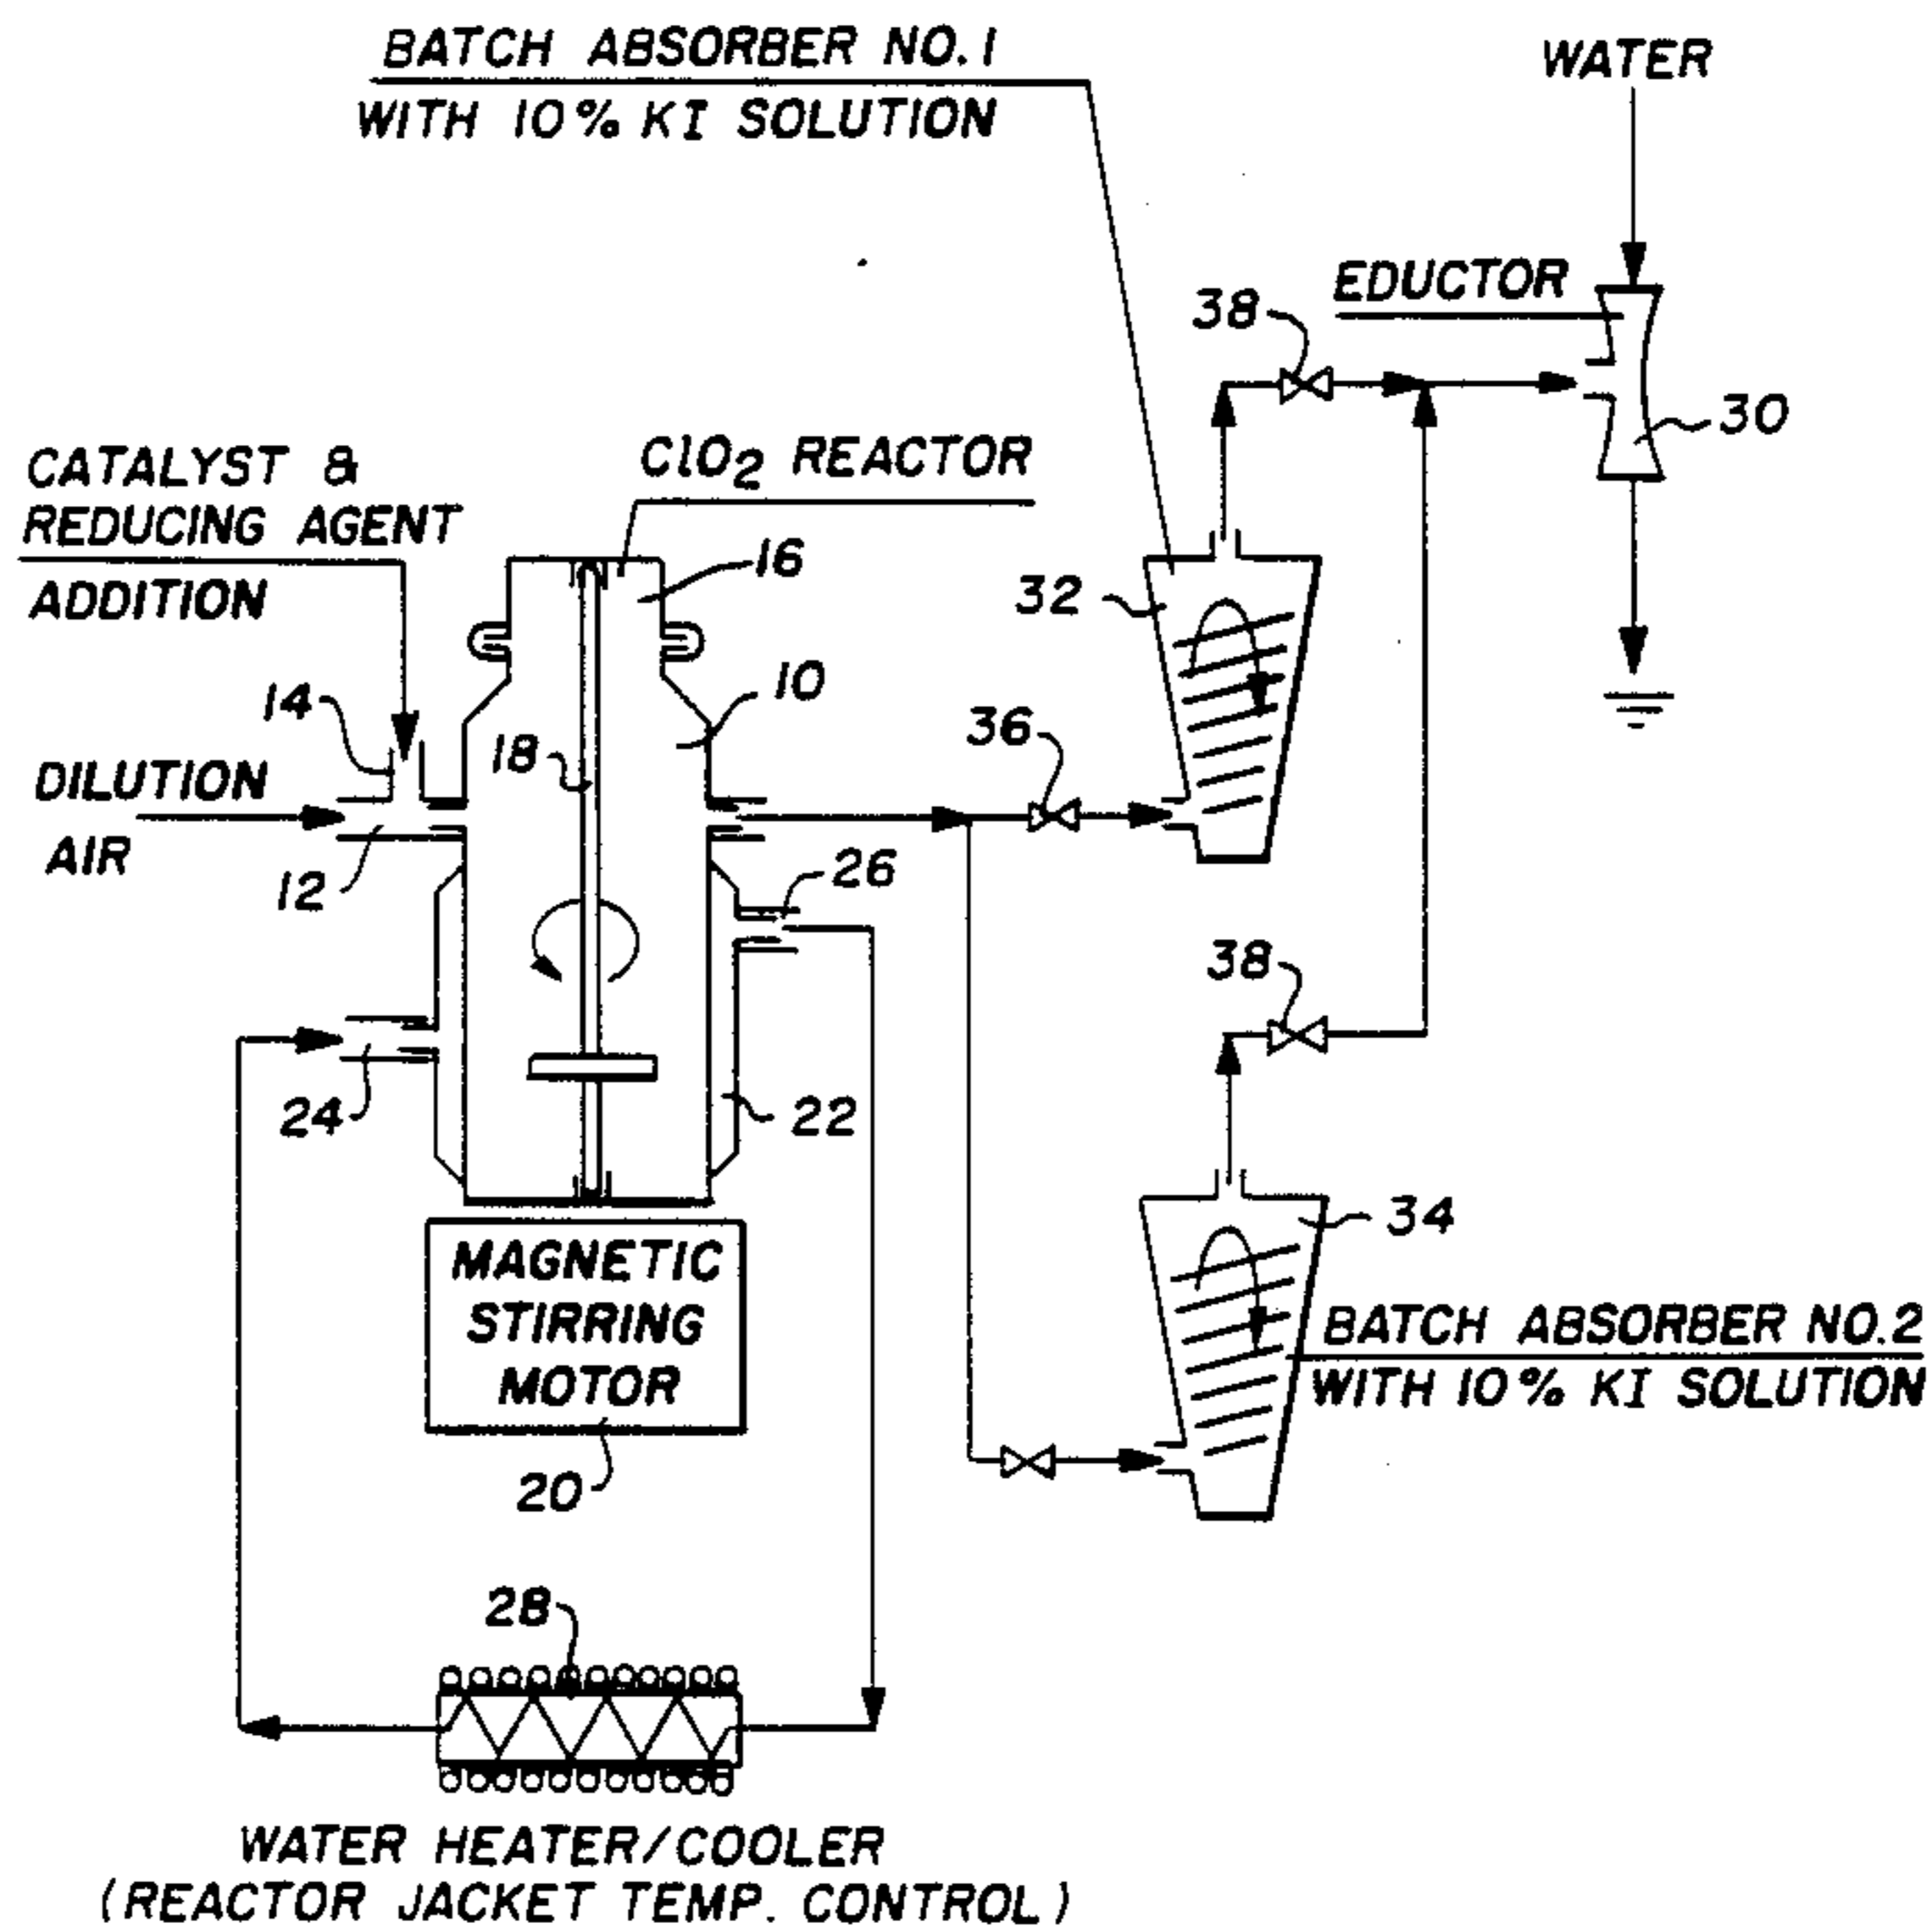 BATCH ABSORBER NO. 1
WITH 10% KI SOLUTION
WATER
EDUCTOR
38
30
CATALYST &
REDUCING AGENT
ADDITION
ClO2 REACTOR
16
32
14
10
18
36
DILUTION
AIR
12
26
38
24
22
34
MAGNETIC
STIRRING
MOTOR
20
BATCH ABSORBER NO.2
WITH 10% KI SOLUTION
28
WATER HEATER/COOLER
(REACTOR JACKET TEMP. CONTROL)